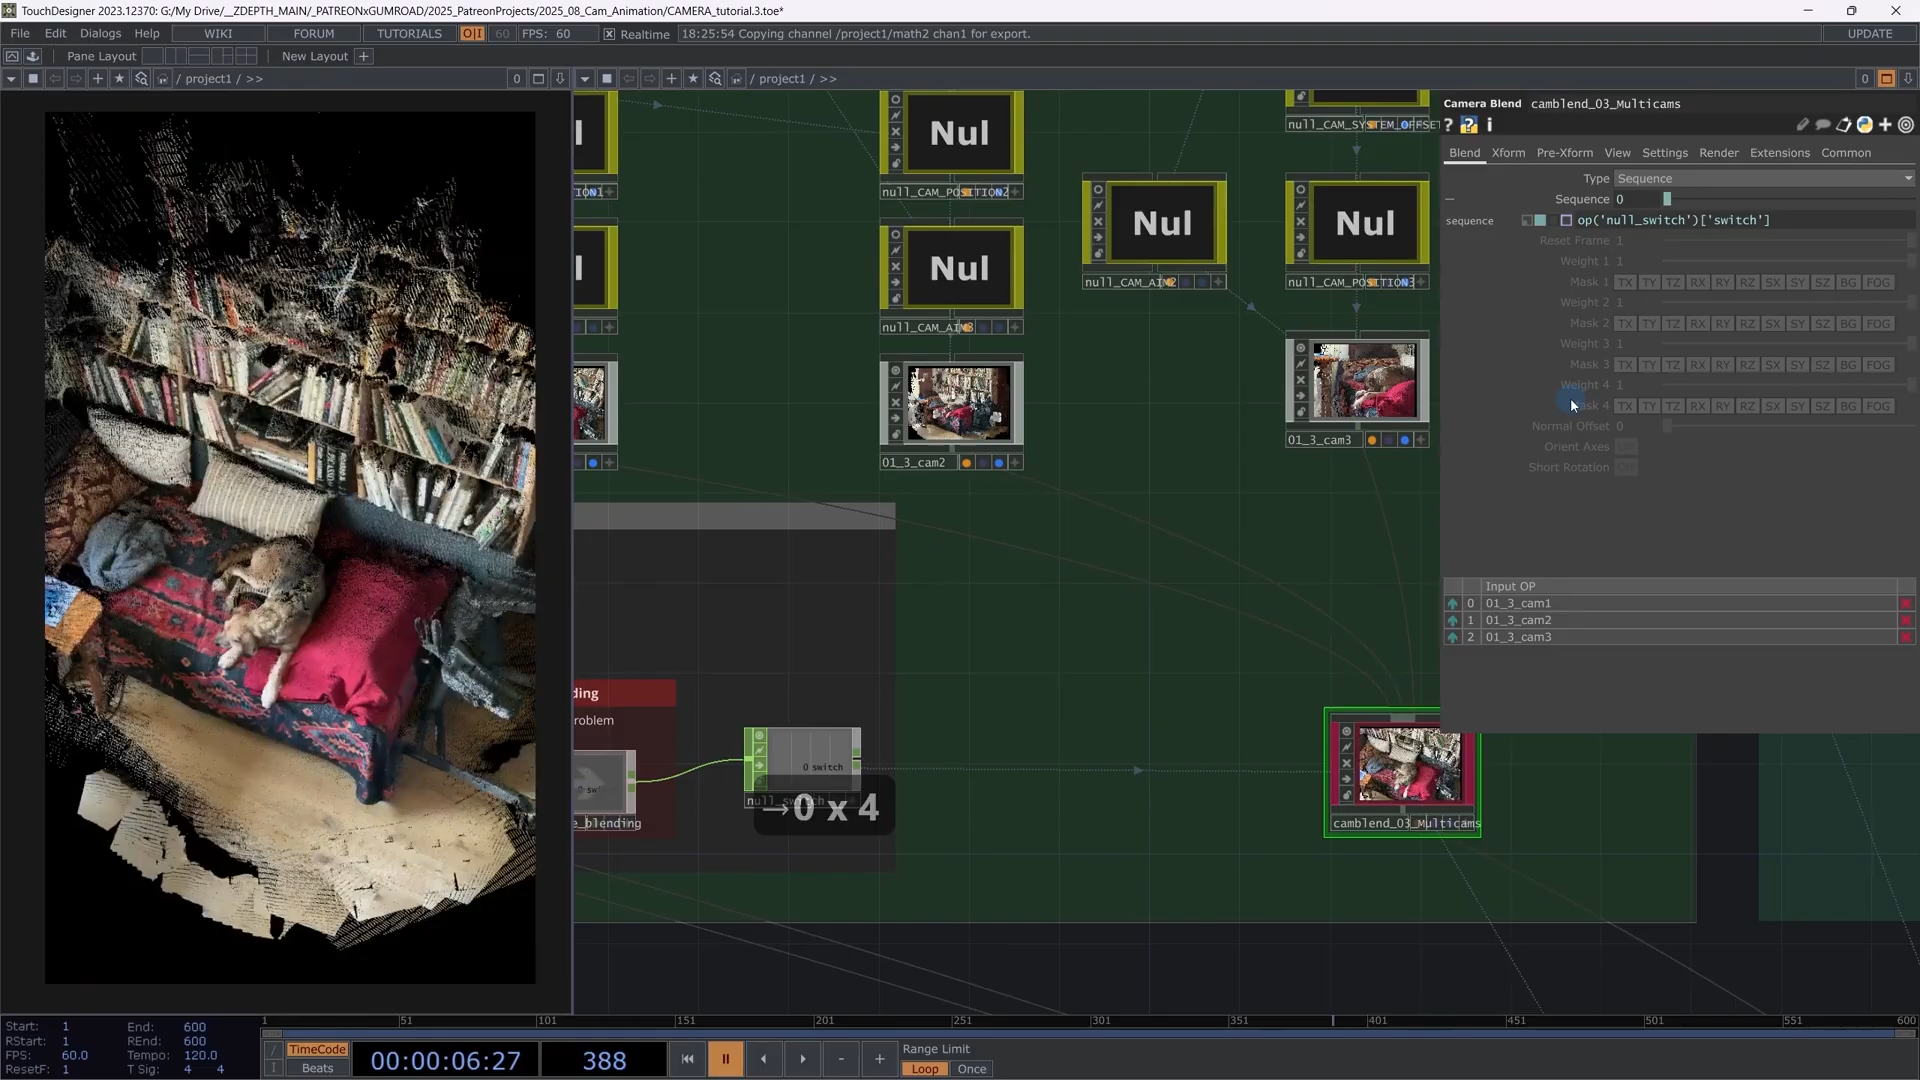 TouchDesigner 2023.12370: G:/My Drive/__ZDEPTH_MAIN/_PATREONxGUMROAD/2025_PatreonProjects/2025_08_Cam_Animation/CAMERA_tutorial.3.toe*
File Edit Dialogs Help WIKI FORUM TUTORIALS O|I 60 FPS: 60 Realtime 18:25:54 Copying channel /project1/math2 chan1 for export. UPDATE
Pane Layout New Layout +
/ project1 / >> 0
/ project1 / >> 0
Camera Blend camblend_03_Multicams
Blend Xform Pre-Xform View Settings Render Extensions Common
Type Sequence
Sequence 0
sequence op('null_switch')['switch']
Reset Frame 1
Weight 1 1
Mask 1 TX TY TZ RX RY RZ SX SY SZ BG FOG
Weight 2 1
Mask 2 TX TY TZ RX RY RZ SX SY SZ BG FOG
Weight 3 1
Mask 3 TX TY TZ RX RY RZ SX SY SZ BG FOG
Weight 4 1
ask 4 TX TY TZ RX RY RZ SX SY SZ BG FOG
Normal Offset 0
Orient Axes
Short Rotation
Input OP
0 01_3_cam1
1 01_3_cam2
2 01_3_cam3
Nul
null_CAM_POSITION2
Nul
null_CAM_AIM3
01_3_cam2
Nul
null_CAM_AIM2
null_CAM_SYSTEM_OFFSET
Nul
null_CAM_POSITION3
01_3_cam3
TION1
ding
roblem
e_blending
0 switch
null_switch
→0 x 4
camblend_03_Multicams
1 51 101 151 201 251 301 351 401 451 501 551 600
Start: 1 End: 600
RStart: 1 REnd: 600
FPS: 60.0 Tempo: 120.0
ResetF: 1 T Sig: 4 4
TimeCode
Beats
00:00:06:27 388
- +
Range Limit
Loop Once